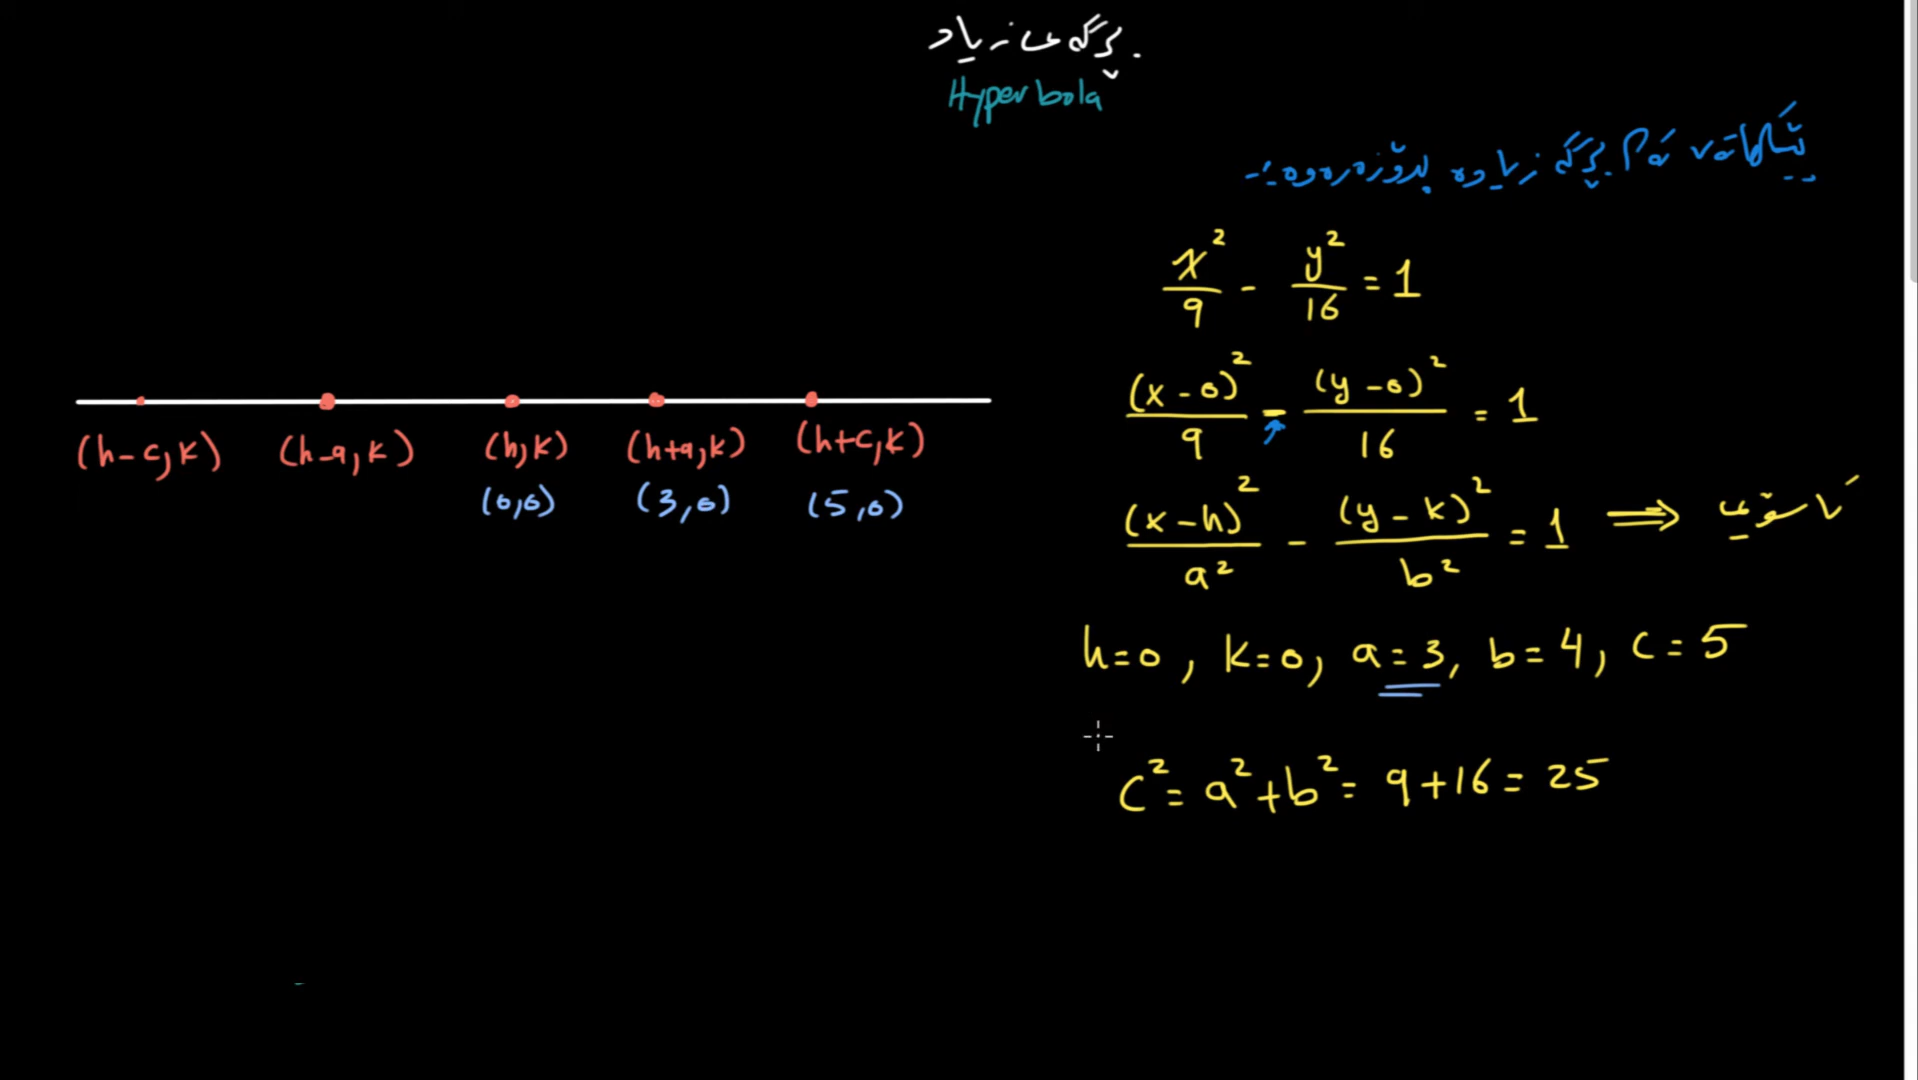 بڕگەی زیاد
Hyperbola
پێکهاتەی ئەم بڕگە زیادە بدۆزەرەوە:-
x²/9 - y²/16 = 1
(x-0)²/9 - (y-0)²/16 = 1
(x-h)²/a² - (y-k)²/b² = 1 ⟹ ئاسۆیی
h=0, k=0, a=3, b=4, c=5
c²= a²+b²= 9+16= 25
(h-c,k) (h-a,k) (h,k) (h+a,k) (h+c,k)
(0,0) (3,0) (5,0)